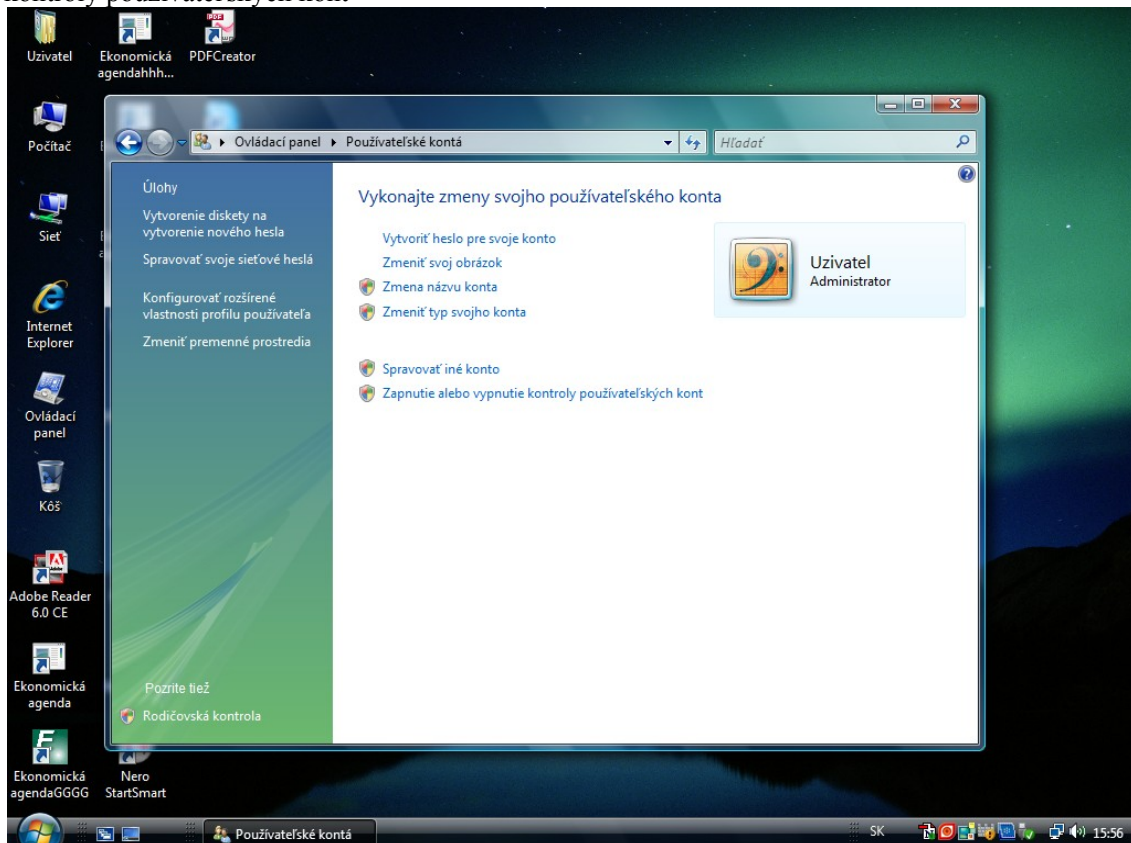 kontroly používateľských kont
Uzivatel
Ekonomická
agendahhh...
PDFCreator
Počítač
Sieť
Internet
Explorer
Ovládací
panel
Kôš
Adobe Reader
6.0 CE
Ekonomická
agenda
Ekonomická
agendaGGGG
Nero
StartSmart
Ovládací panel
Používateľské kontá
Hľadať
Úlohy
Vytvorenie diskety na
vytvorenie nového hesla
Spravovať svoje sieťové heslá
Konfigurovať rozšírené
vlastnosti profilu používateľa
Zmeniť premenné prostredia
Pozrite tiež
Rodičovská kontrola
Vykonajte zmeny svojho používateľského konta
Vytvoriť heslo pre svoje konto
Zmeniť svoj obrázok
Zmena názvu konta
Zmeniť typ svojho konta
Spravovať iné konto
Zapnutie alebo vypnutie kontroly používateľských kont
Uzivatel
Administrator
Používateľské kontá
SK
15:56